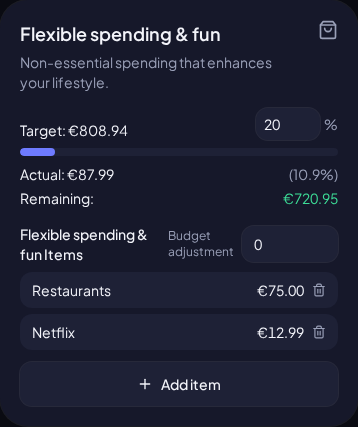 Flexible spending & fun
Non-essential spending that enhances
your lifestyle.
Target: €808.94
20 %
Actual: €87.99 (10.9%)
Remaining: €720.95
Flexible spending &
fun Items
Budget
adjustment
0
Restaurants €75.00
Netflix €12.99
+ Add item